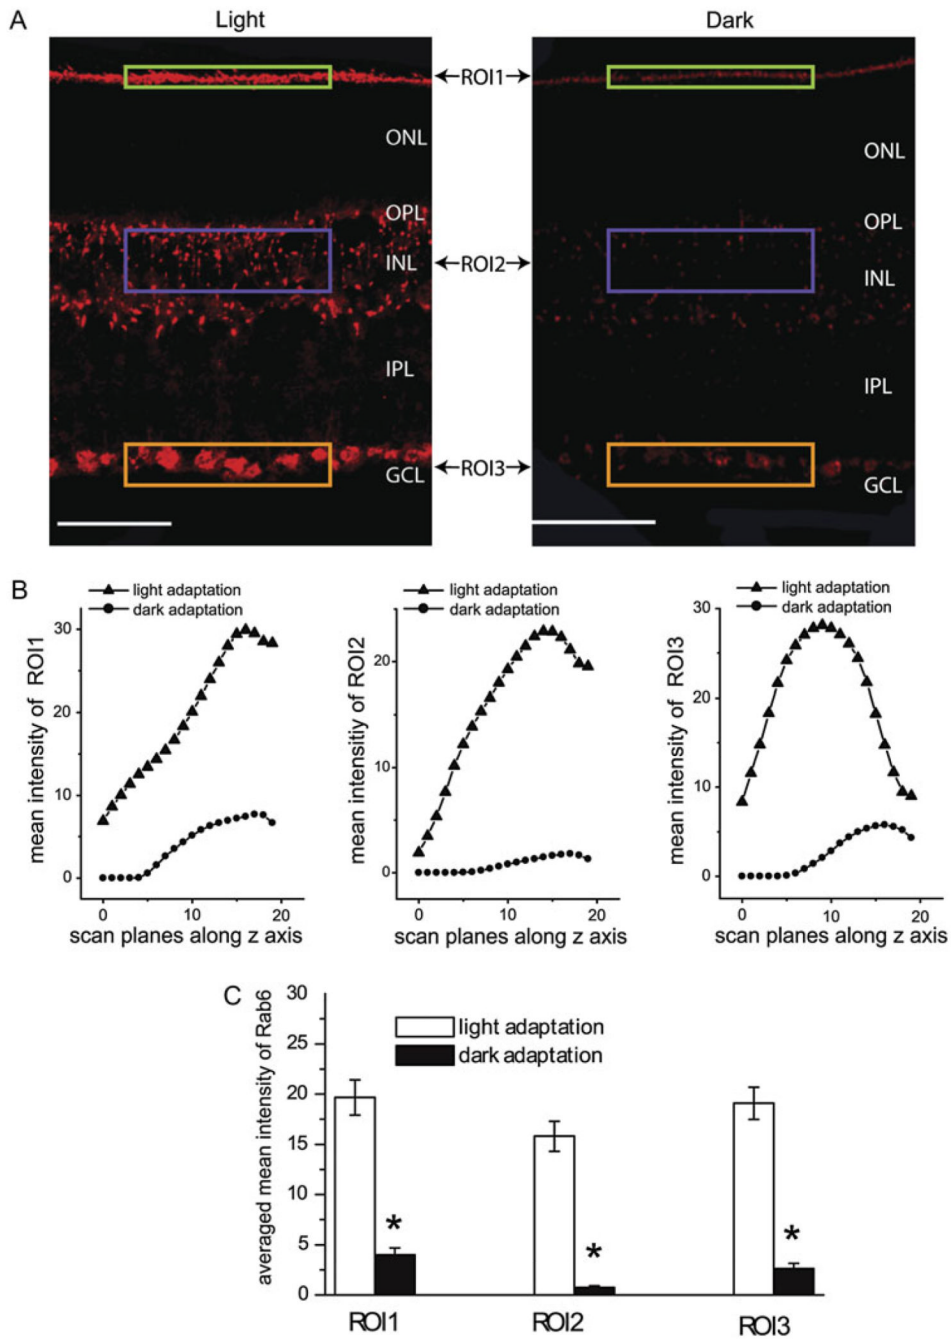 A
Light
Dark
ROI1
ONL
ONL
OPL
OPL
INL
ROI2
INL
IPL
IPL
ROI3
GCL
GCL
B
light adaptation
dark adaptation
light adaptation
dark adaptation
light adaptation
dark adaptation
mean intensity of ROI1
30
20
10
0
0 10 20
scan planes along z axis
mean intensitiy of ROI2
20
10
0
0 10 20
scan planes along z axis
mean intensity of ROI3
30
20
10
0
0 10 20
scan planes along z axis
C
averaged mean intensity of Rab6
30
25
20
15
10
5
0
light adaptation
dark adaptation
*
*
*
ROI1
ROI2
ROI3